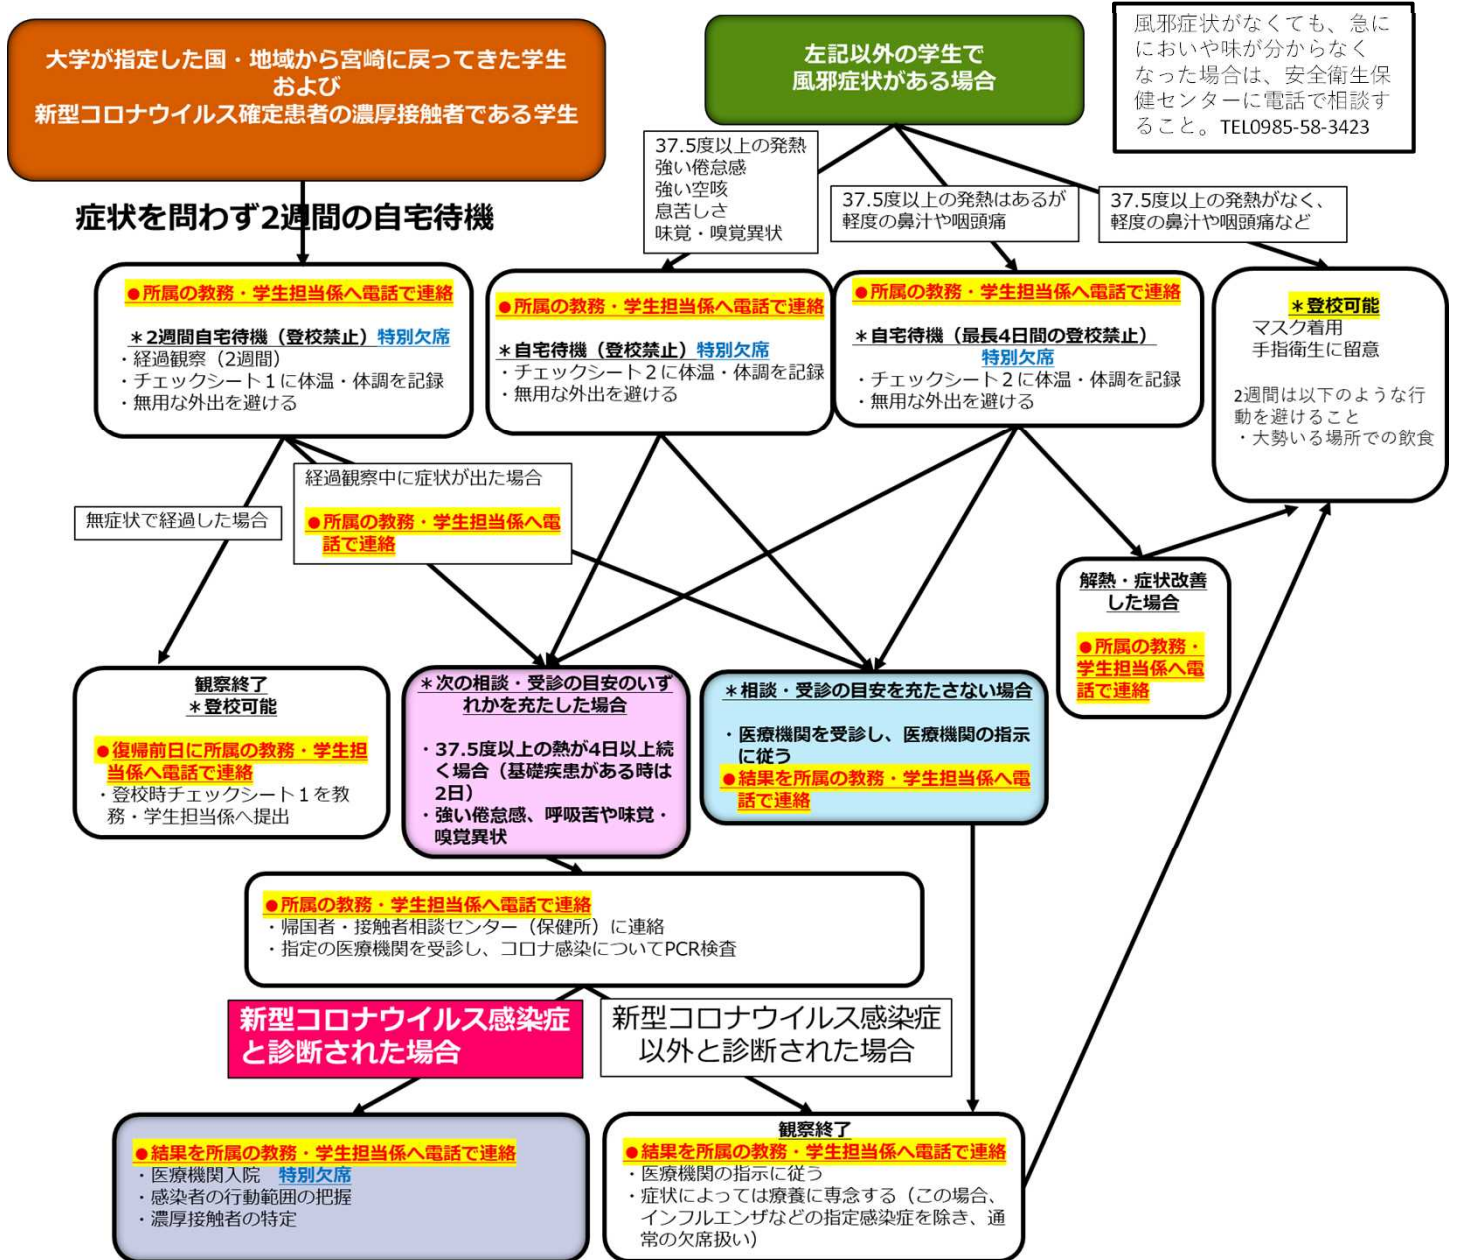 大学が指定した国・地域から宮崎に戻ってきた学生
および
新型コロナウイルス確定患者の濃厚接触者である学生
左記以外の学生で
風邪症状がある場合
風邪症状がなくても、急に
においや味が分からなく
なった場合は、安全衛生保
健センターに電話で相談す
ること。TEL0985-58-3423
症状を問わず2週間の自宅待機
37.5度以上の発熱
強い倦怠感
強い空咳
息苦しさ
味覚・嗅覚異状
37.5度以上の発熱はあるが
軽度の鼻汁や咽頭痛
37.5度以上の発熱がなく、
軽度の鼻汁や咽頭痛など
●所属の教務・学生担当係へ電話で連絡
＊2週間自宅待機（登校禁止）特別欠席
・経過観察（2週間）
・チェックシート１に体温・体調を記録
・無用な外出を避ける
●所属の教務・学生担当係へ電話で連絡
＊自宅待機（登校禁止）特別欠席
・チェックシート２に体温・体調を記録
・無用な外出を避ける
●所属の教務・学生担当係へ電話で連絡
＊自宅待機（最長4日間の登校禁止）
特別欠席
・チェックシート２に体温・体調を記録
・無用な外出を避ける
＊登校可能
マスク着用
手指衛生に留意
2週間は以下のような行
動を避けること
・大勢いる場所での飲食
無症状で経過した場合
経過観察中に症状が出た場合
●所属の教務・学生担当係へ電
話で連絡
解熱・症状改善
した場合
●所属の教務・
学生担当係へ電
話で連絡
観察終了
＊登校可能
●復帰前日に所属の教務・学生担
当係へ電話で連絡
・登校時チェックシート１を教
務・学生担当係へ提出
＊次の相談・受診の目安のいず
れかを充たした場合
・37.5度以上の熱が4日以上続
く場合（基礎疾患がある時は
2日）
・強い倦怠感、呼吸苦や味覚・
嗅覚異状
＊相談・受診の目安を充たさない場合
・医療機関を受診し、医療機関の指示
に従う
●結果を所属の教務・学生担当係へ電
話で連絡
●所属の教務・学生担当係へ電話で連絡
・帰国者・接触者相談センター（保健所）に連絡
・指定の医療機関を受診し、コロナ感染についてPCR検査
新型コロナウイルス感染症
と診断された場合
新型コロナウイルス感染症
以外と診断された場合
●結果を所属の教務・学生担当係へ電話で連絡
・医療機関入院　特別欠席
・感染者の行動範囲の把握
・濃厚接触者の特定
観察終了
●結果を所属の教務・学生担当係へ電話で連絡
・医療機関の指示に従う
・症状によっては療養に専念する（この場合、
インフルエンザなどの指定感染症を除き、通
常の欠席扱い）